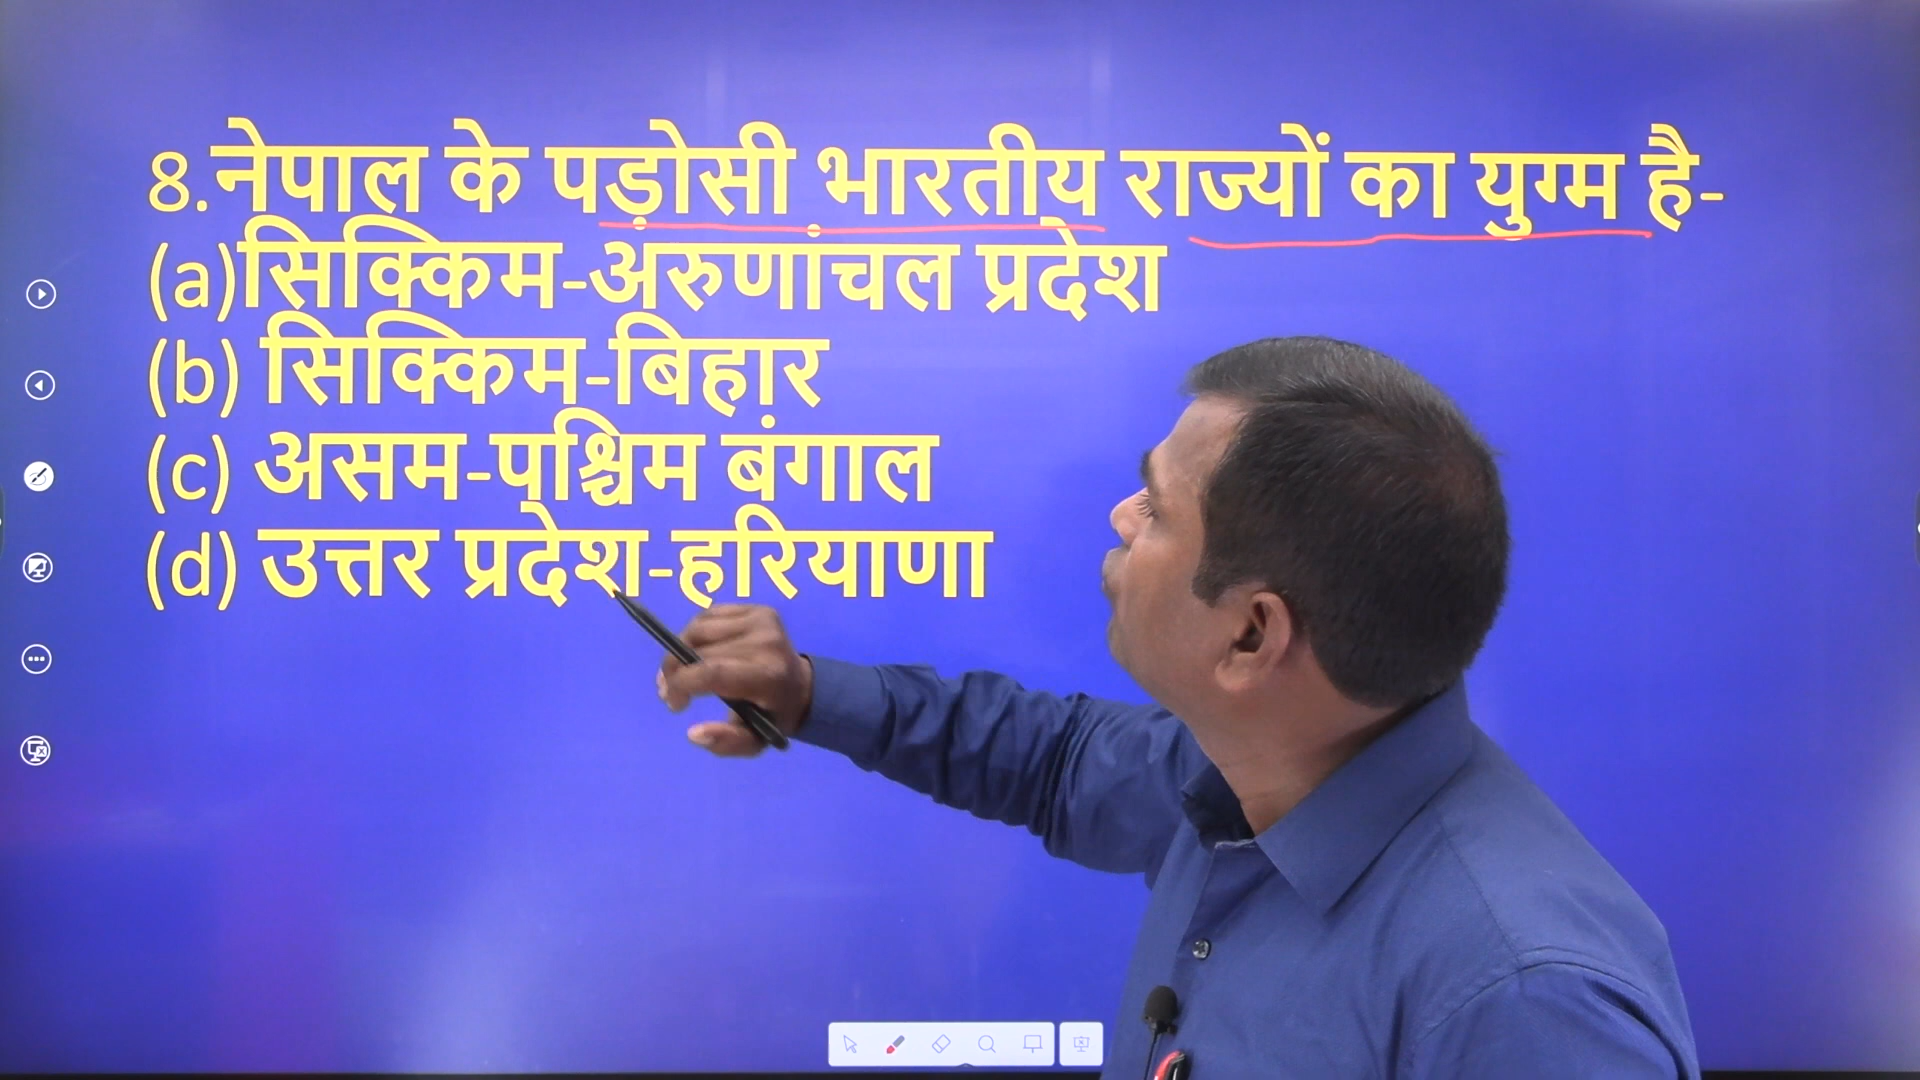 8.नेपाल के पड़ोसी भारतीय राज्यों का युग्म है-
(a)सिक्किम-अरुणांचल प्रदेश
(b) सिक्किम-बिहार
(c) असम-पश्चिम बंगाल
(d) उत्तर प्रदेश-हरियाणा